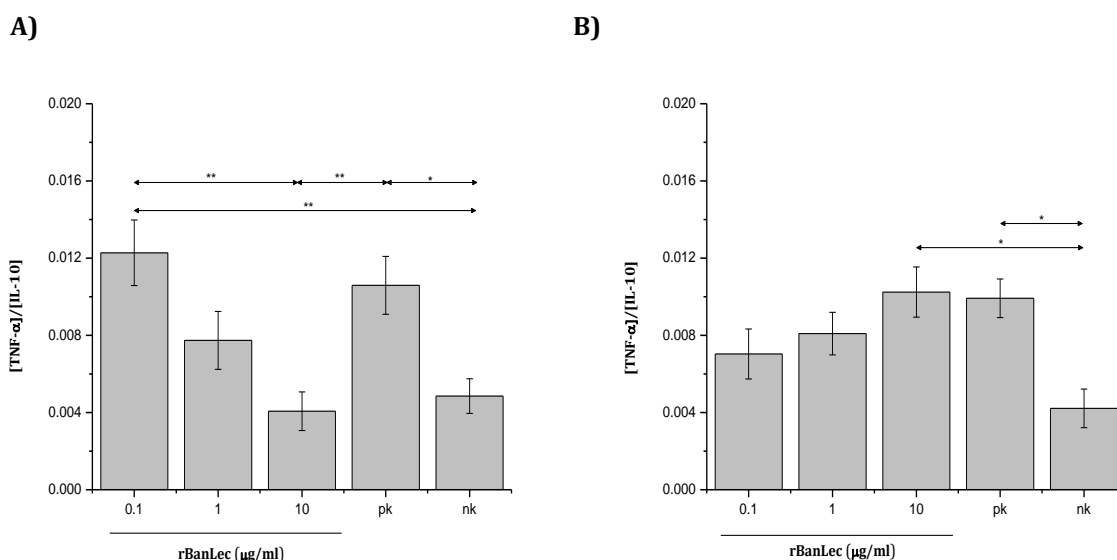 A)
B)
0.020
0.016
0.012
0.008
0.004
0.000
[TNF-α]/[IL-10]
** ** *
**
0.1 1 10 pk nk
rBanLec (μg/ml)
0.020
0.016
0.012
0.008
0.004
0.000
[TNF-α]/[IL-10]
*
*
0.1 1 10 pk nk
rBanLec (μg/ml)